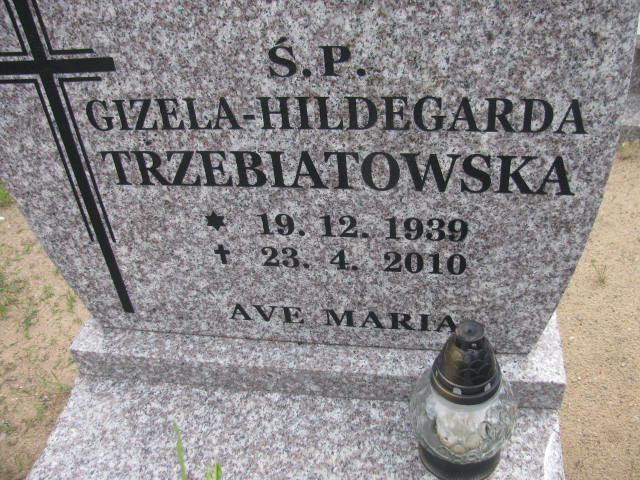 Ś.P.
GIZELA-HILDEGARDA
TRZEBIATOWSKA
19. 12. 1939
23. 4. 2010
AVE MARIA